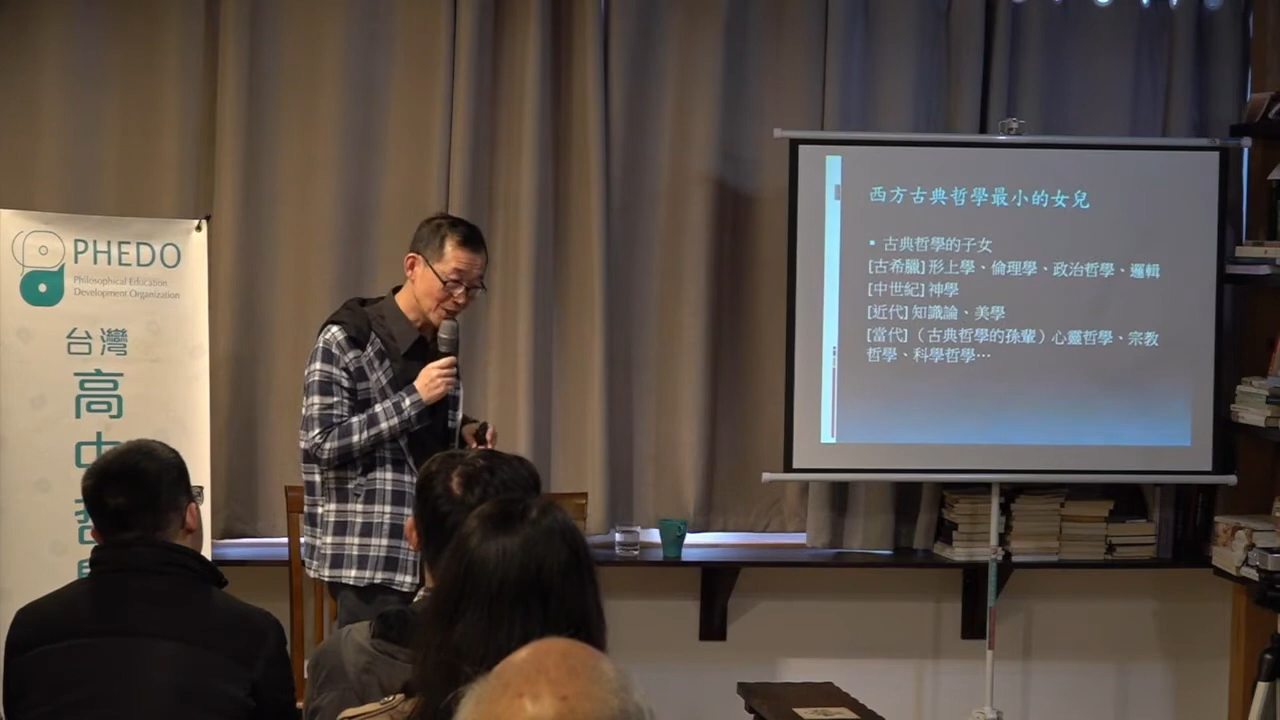 PHEDO
Philosophical Education
Development Organization
台灣
高
中
西方古典哲學最小的女兒
▪ 古典哲學的子女
[古希臘] 形上學、倫理學、政治哲學、邏輯
[中世紀] 神學
[近代] 知識論、美學
[當代]（古典哲學的孫輩）心靈哲學、宗教
哲學、科學哲學…